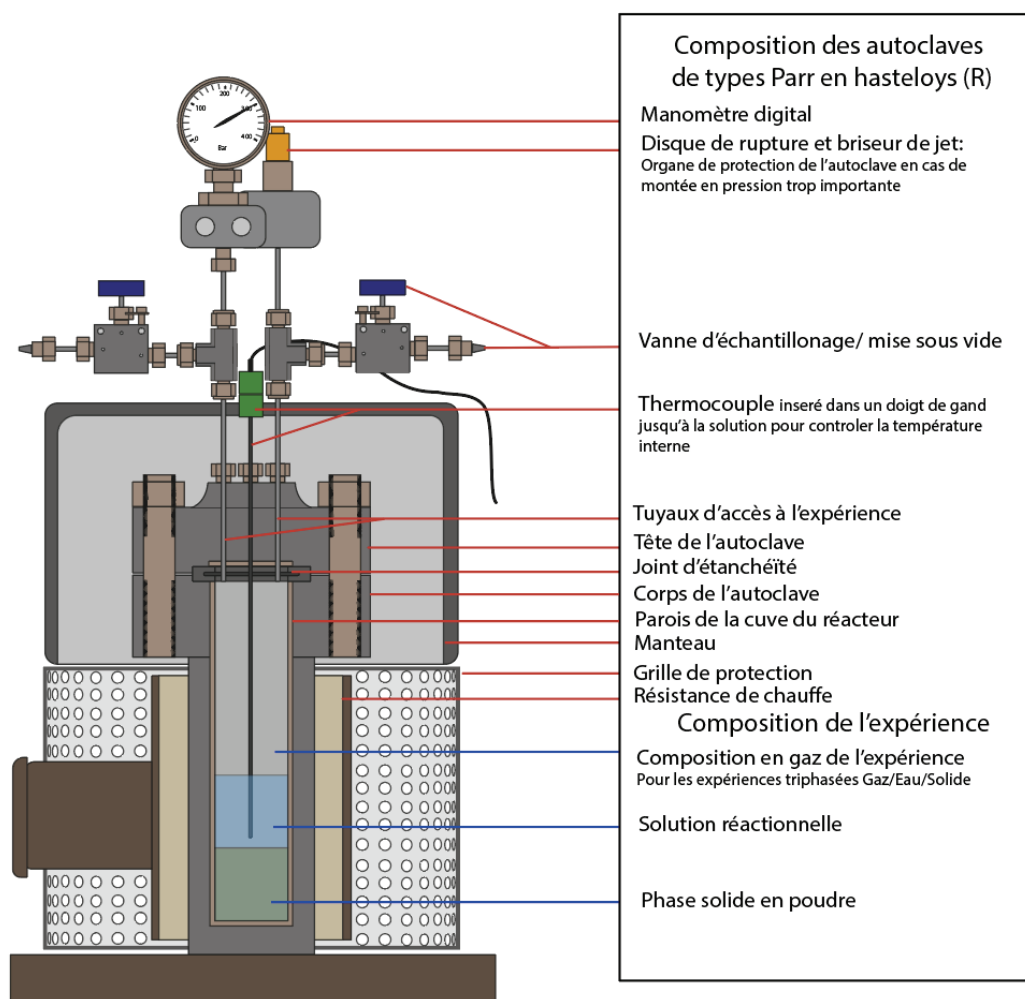 Composition des autoclaves
de types Parr en hasteloys (R)
Manomètre digital
Disque de rupture et briseur de jet:
Organe de protection de l'autoclave en cas de
montée en pression trop importante
Vanne d'échantillonage/ mise sous vide
Thermocouple inseré dans un doigt de gand
jusqu'à la solution pour controler la température
interne
Tuyaux d'accès à l'expérience
Tête de l'autoclave
Joint d'étanchéïté
Corps de l'autoclave
Parois de la cuve du réacteur
Manteau
Grille de protection
Résistance de chauffe
Composition de l'expérience
Composition en gaz de l'expérience
Pour les expériences triphasées Gaz/Eau/Solide
Solution réactionnelle
Phase solide en poudre
0
100
200
300
400
Bar